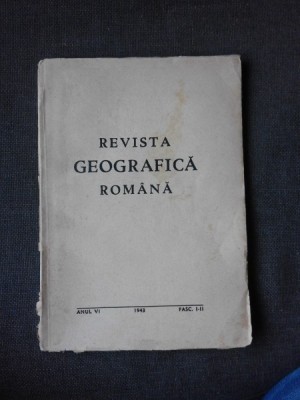 REVISTA
GEOGRAFICĂ
ROMÂNĂ
ANUL VI 1943 FASC. I-II